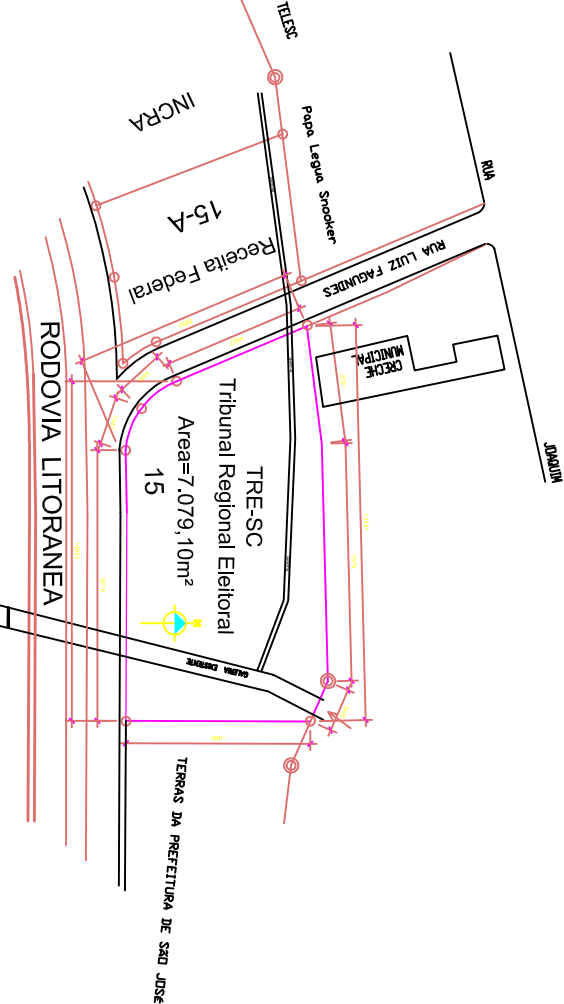 TELESC
INCRA
Papa Legua Snooker
15-A
Receita Federal
RUA
RUA LUIZ FAGUNDES
CRECHE
MUNICIPAL
JOAQUIM
TRE-SC
Tribunal Regional Eleitoral
Area=7.079,10m²
15
RODOVIA LITORANEA
GALERIA EXISTENTE
TERRAS DA PREFEITURA DE SÃO JOSÉ